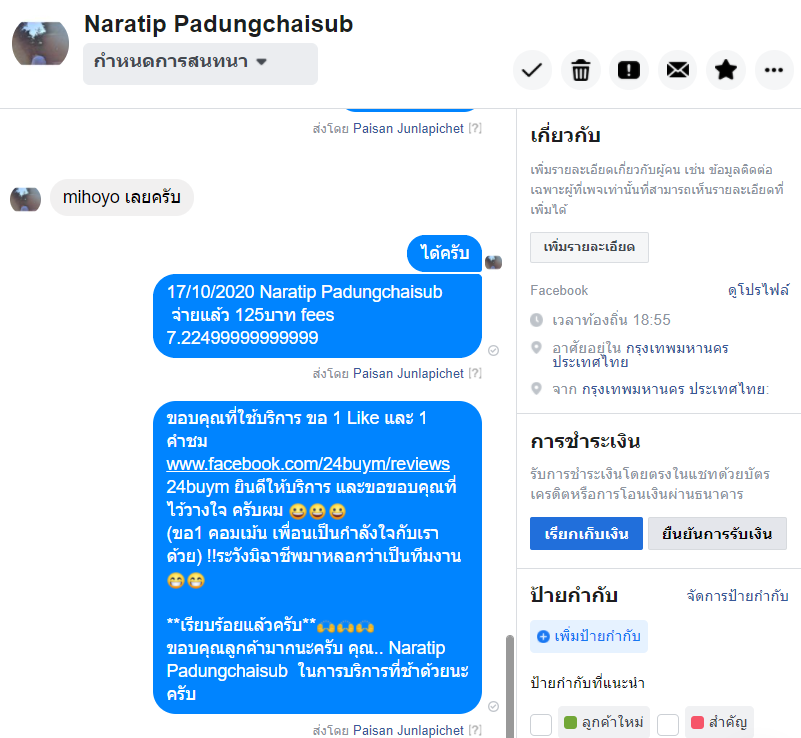 Naratip Padungchaisub
กำหนดการสนทนา
ส่งโดย Paisan Junlapichet [?]
mihoyo เลยครับ
ได้ครับ
17/10/2020 Naratip Padungchaisub
จ่ายแล้ว 125บาท fees
7.22499999999999
ส่งโดย Paisan Junlapichet [?]
ขอบคุณที่ใช้บริการ ขอ 1 Like และ 1
คำชม
www.facebook.com/24buym/reviews
24buym ยินดีให้บริการ และขอขอบคุณที่
ไว้วางใจ ครับผม 😀😀😀
(ขอ1 คอมเม้น เพื่อนเป็นกำลังใจกับเรา
ด้วย) !!ระวังมิฉาชีพมาหลอกว่าเป็นทีมงาน
😁😁
**เรียบร้อยแล้วครับ**🙌🙌🙌
ขอบคุณลูกค้ามากนะครับ คุณ.. Naratip
Padungchaisub ในการบริการที่ช้าด้วยนะ
ครับ
ส่งโดย Paisan Junlapichet [?]
เกี่ยวกับ
เพิ่มรายละเอียดเกี่ยวกับผู้คน เช่น ข้อมูลติดต่อ
เฉพาะผู้ที่เพจเท่านั้นที่สามารถเห็นรายละเอียดที่
เพิ่มได้
เพิ่มรายละเอียด
Facebook ดูโปรไฟล์
เวลาท้องถิ่น 18:55
อาศัยอยู่ใน กรุงเทพมหานคร
ประเทศไทย
จาก กรุงเทพมหานคร ประเทศไทย:
การชำระเงิน
รับการชำระเงินโดยตรงในแชทด้วยบัตร
เครดิตหรือการโอนเงินผ่านธนาคาร
เรียกเก็บเงิน ยืนยันการรับเงิน
ป้ายกำกับ จัดการป้ายกำกับ
เพิ่มป้ายกำกับ
ป้ายกำกับที่แนะนำ
ลูกค้าใหม่ สำคัญ